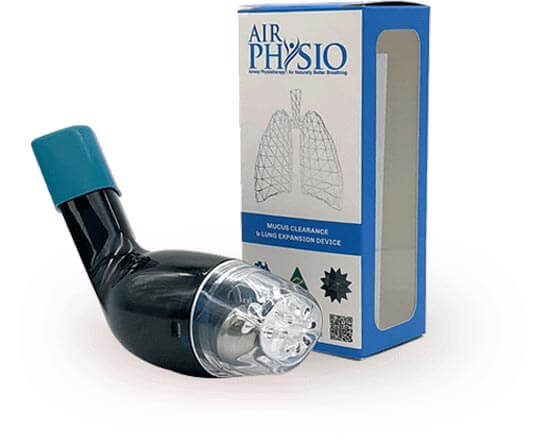 AIR
PHYSIO
Airway Physiotherapy for Naturally Better Breathing
MUCUS CLEARANCE
& LUNG EXPANSION DEVICE